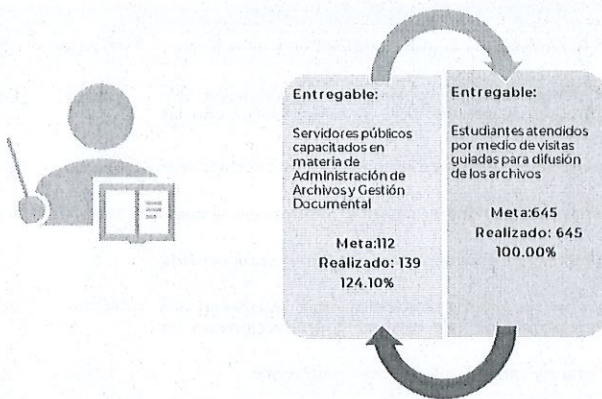 Entregable:
Servidores públicos
capacitados en
materia de
Administración de
Archivos y Gestión
Documental
Meta:112
Realizado: 139
124.10%
Entregable:
Estudiantes atendidos
por medio de visitas
guiadas para difusión
de los archivos
Meta:645
Realizado: 645
100.00%